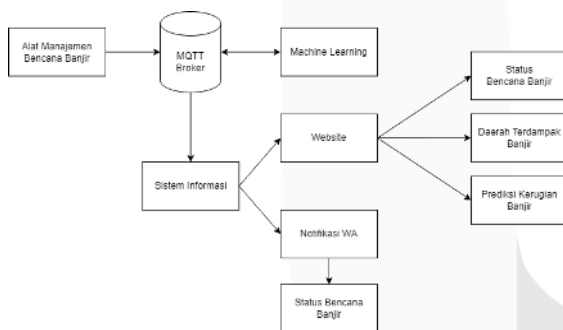 Alat Manajemen
Bencana Banjir
MQTT
Broker
Machine Learning
Status
Bencana Banjir
Website
Daerah Terdampak
Banjir
Sistem Informasi
Prediksi Kerugian
Banjir
Notifikasi WA
Status Bencana
Banjir